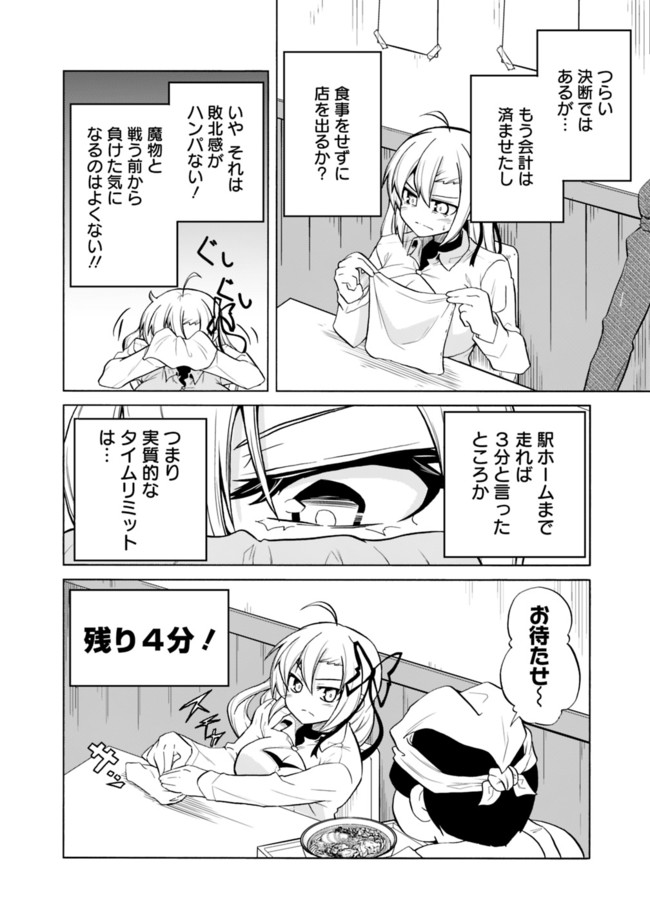 つらい
決断では
あるが…
もう会計は
済ませたし
食事をせずに
店を出るか？
いや それは
敗北感が
ハンパない！
魔物と
戦う前から
負けた気に
なるのはよくない!!
ぐし
ぐし
駅ホームまで
走れば
３分と言った
ところか
つまり
実質的な
タイムリミット
は…
残り４分！
お待たせ〜
ササッ